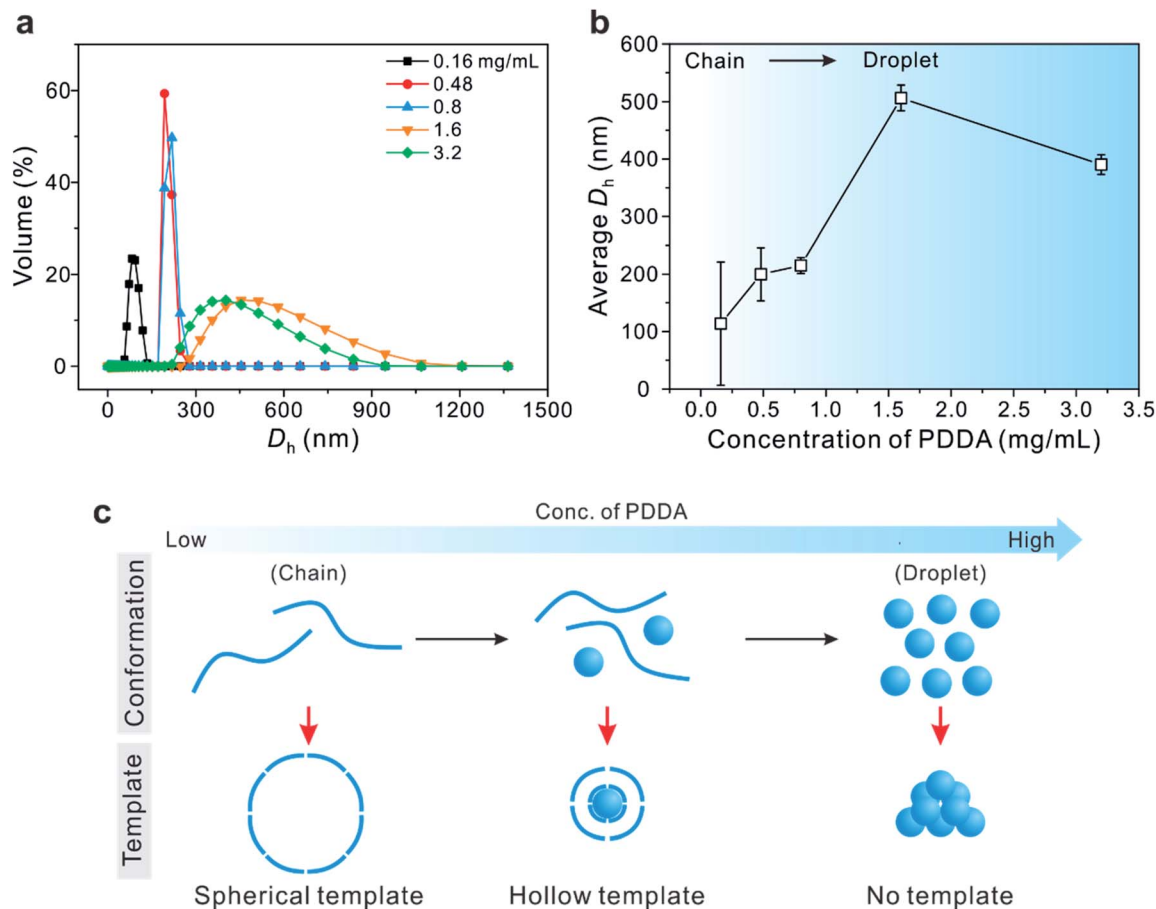 a
60
40
20
0
Volume (%)
0.16 mg/mL
0.48
0.8
1.6
3.2
0 300 600 900 1200 1500
Dh (nm)
b
600
500
400
300
200
100
0
Average Dh (nm)
Chain Droplet
0.0 0.5 1.0 1.5 2.0 2.5 3.0 3.5
Concentration of PDDA (mg/mL)
c
Conc. of PDDA
Low High
Conformation
(Chain) (Droplet)
Template
Spherical template Hollow template No template